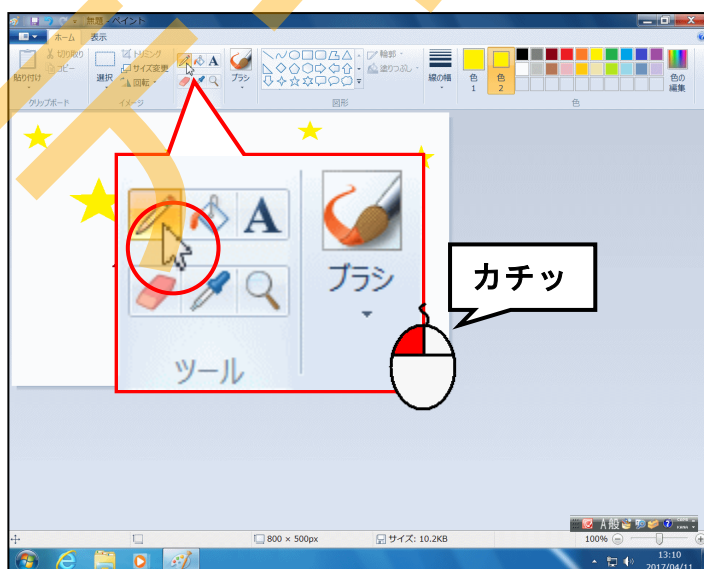 無題 - ペイント
ホーム 表示
貼り付け
切り取り
コピー
クリップボード
選択
トリミング
サイズ変更
回転
イメージ
A
ブラシ
図形
輪郭
塗りつぶし
線の幅
色
1
色
2
色の
編集
色
A
ブラシ
ツール
カチッ
A 般
800 × 500px
サイズ: 10.2KB
100%
13:10
2017/04/11